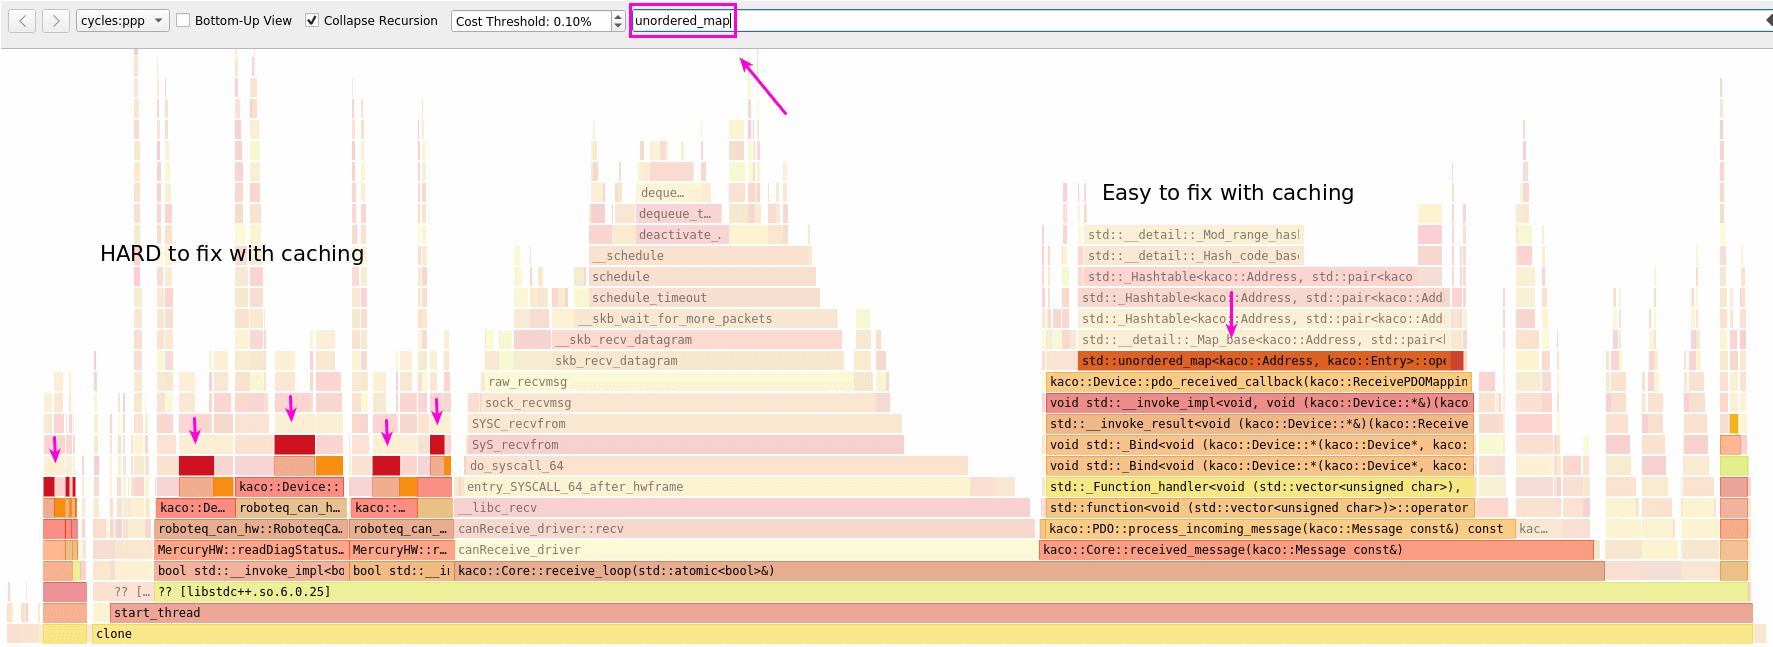 cycles:ppp
Bottom-Up View
Collapse Recursion
Cost Threshold: 0.10%
unordered_map
Easy to fix with caching
HARD to fix with caching
deque…
dequeue_t…
deactivate_.
__schedule
schedule
schedule_timeout
__skb_wait_for_more_packets
__skb_recv_datagram
skb_recv_datagram
raw_recvmsg
sock_recvmsg
SYSC_recvfrom
SyS_recvfrom
do_syscall_64
entry_SYSCALL_64_after_hwframe
__libc_recv
canReceive_driver::recv
canReceive_driver
kaco::Core::receive_loop(std::atomic<bool>&)
std::__detail::_Mod_range_hasl
std::__detail::_Hash_code_base
std::_Hashtable<kaco::Address, std::pair<kaco
std::_Hashtable<kaco::Address, std::pair<kaco::Add
std::_Hashtable<kaco::Address, std::pair<kaco::Add
std::__detail::_Map_base<kaco::Address, std::pair<l
std::unordered_map<kaco::Address, kaco::Entry>::ope
kaco::Device::pdo_received_callback(kaco::ReceivePDOMappin
void std::__invoke_impl<void, void (kaco::Device::*&)(kaco
std::__invoke_result<void (kaco::Device::*&)(kaco::Receive
void std::_Bind<void (kaco::Device::*(kaco::Device*, kaco:
void std::_Bind<void (kaco::Device::*(kaco::Device*, kaco:
std::_Function_handler<void (std::vector<unsigned char>),
std::function<void (std::vector<unsigned char>)>::operator
kaco::PDO::process_incoming_message(kaco::Message const&) const
kac…
kaco::Core::received_message(kaco::Message const&)
kaco::Device::
kaco::De…
roboteq_can_h…
kaco::…
roboteq_can_hw::RoboteqCa…
roboteq_can_…
MercuryHW::readDiagStatus…
MercuryHW::r…
bool std::__invoke_impl<bo
bool std::__i
?? […
?? [libstdc++.so.6.0.25]
start_thread
clone